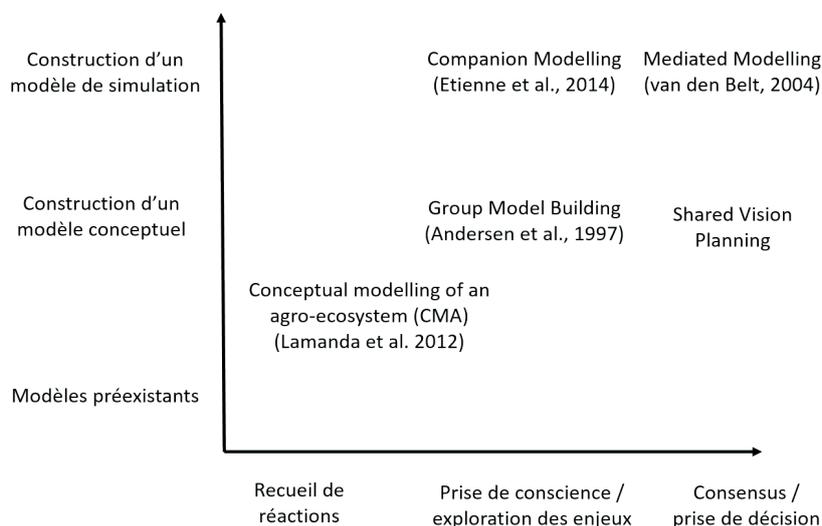 Construction d’un
modèle de simulation
Companion Modelling
(Etienne et al., 2014)
Mediated Modelling
(van den Belt, 2004)
Construction d’un
modèle conceptuel
Group Model Building
(Andersen et al., 1997)
Shared Vision
Planning
Conceptual modelling of an
agro-ecosystem (CMA)
(Lamanda et al. 2012)
Modèles préexistants
Recueil de
réactions
Prise de conscience /
exploration des enjeux
Consensus /
prise de décision